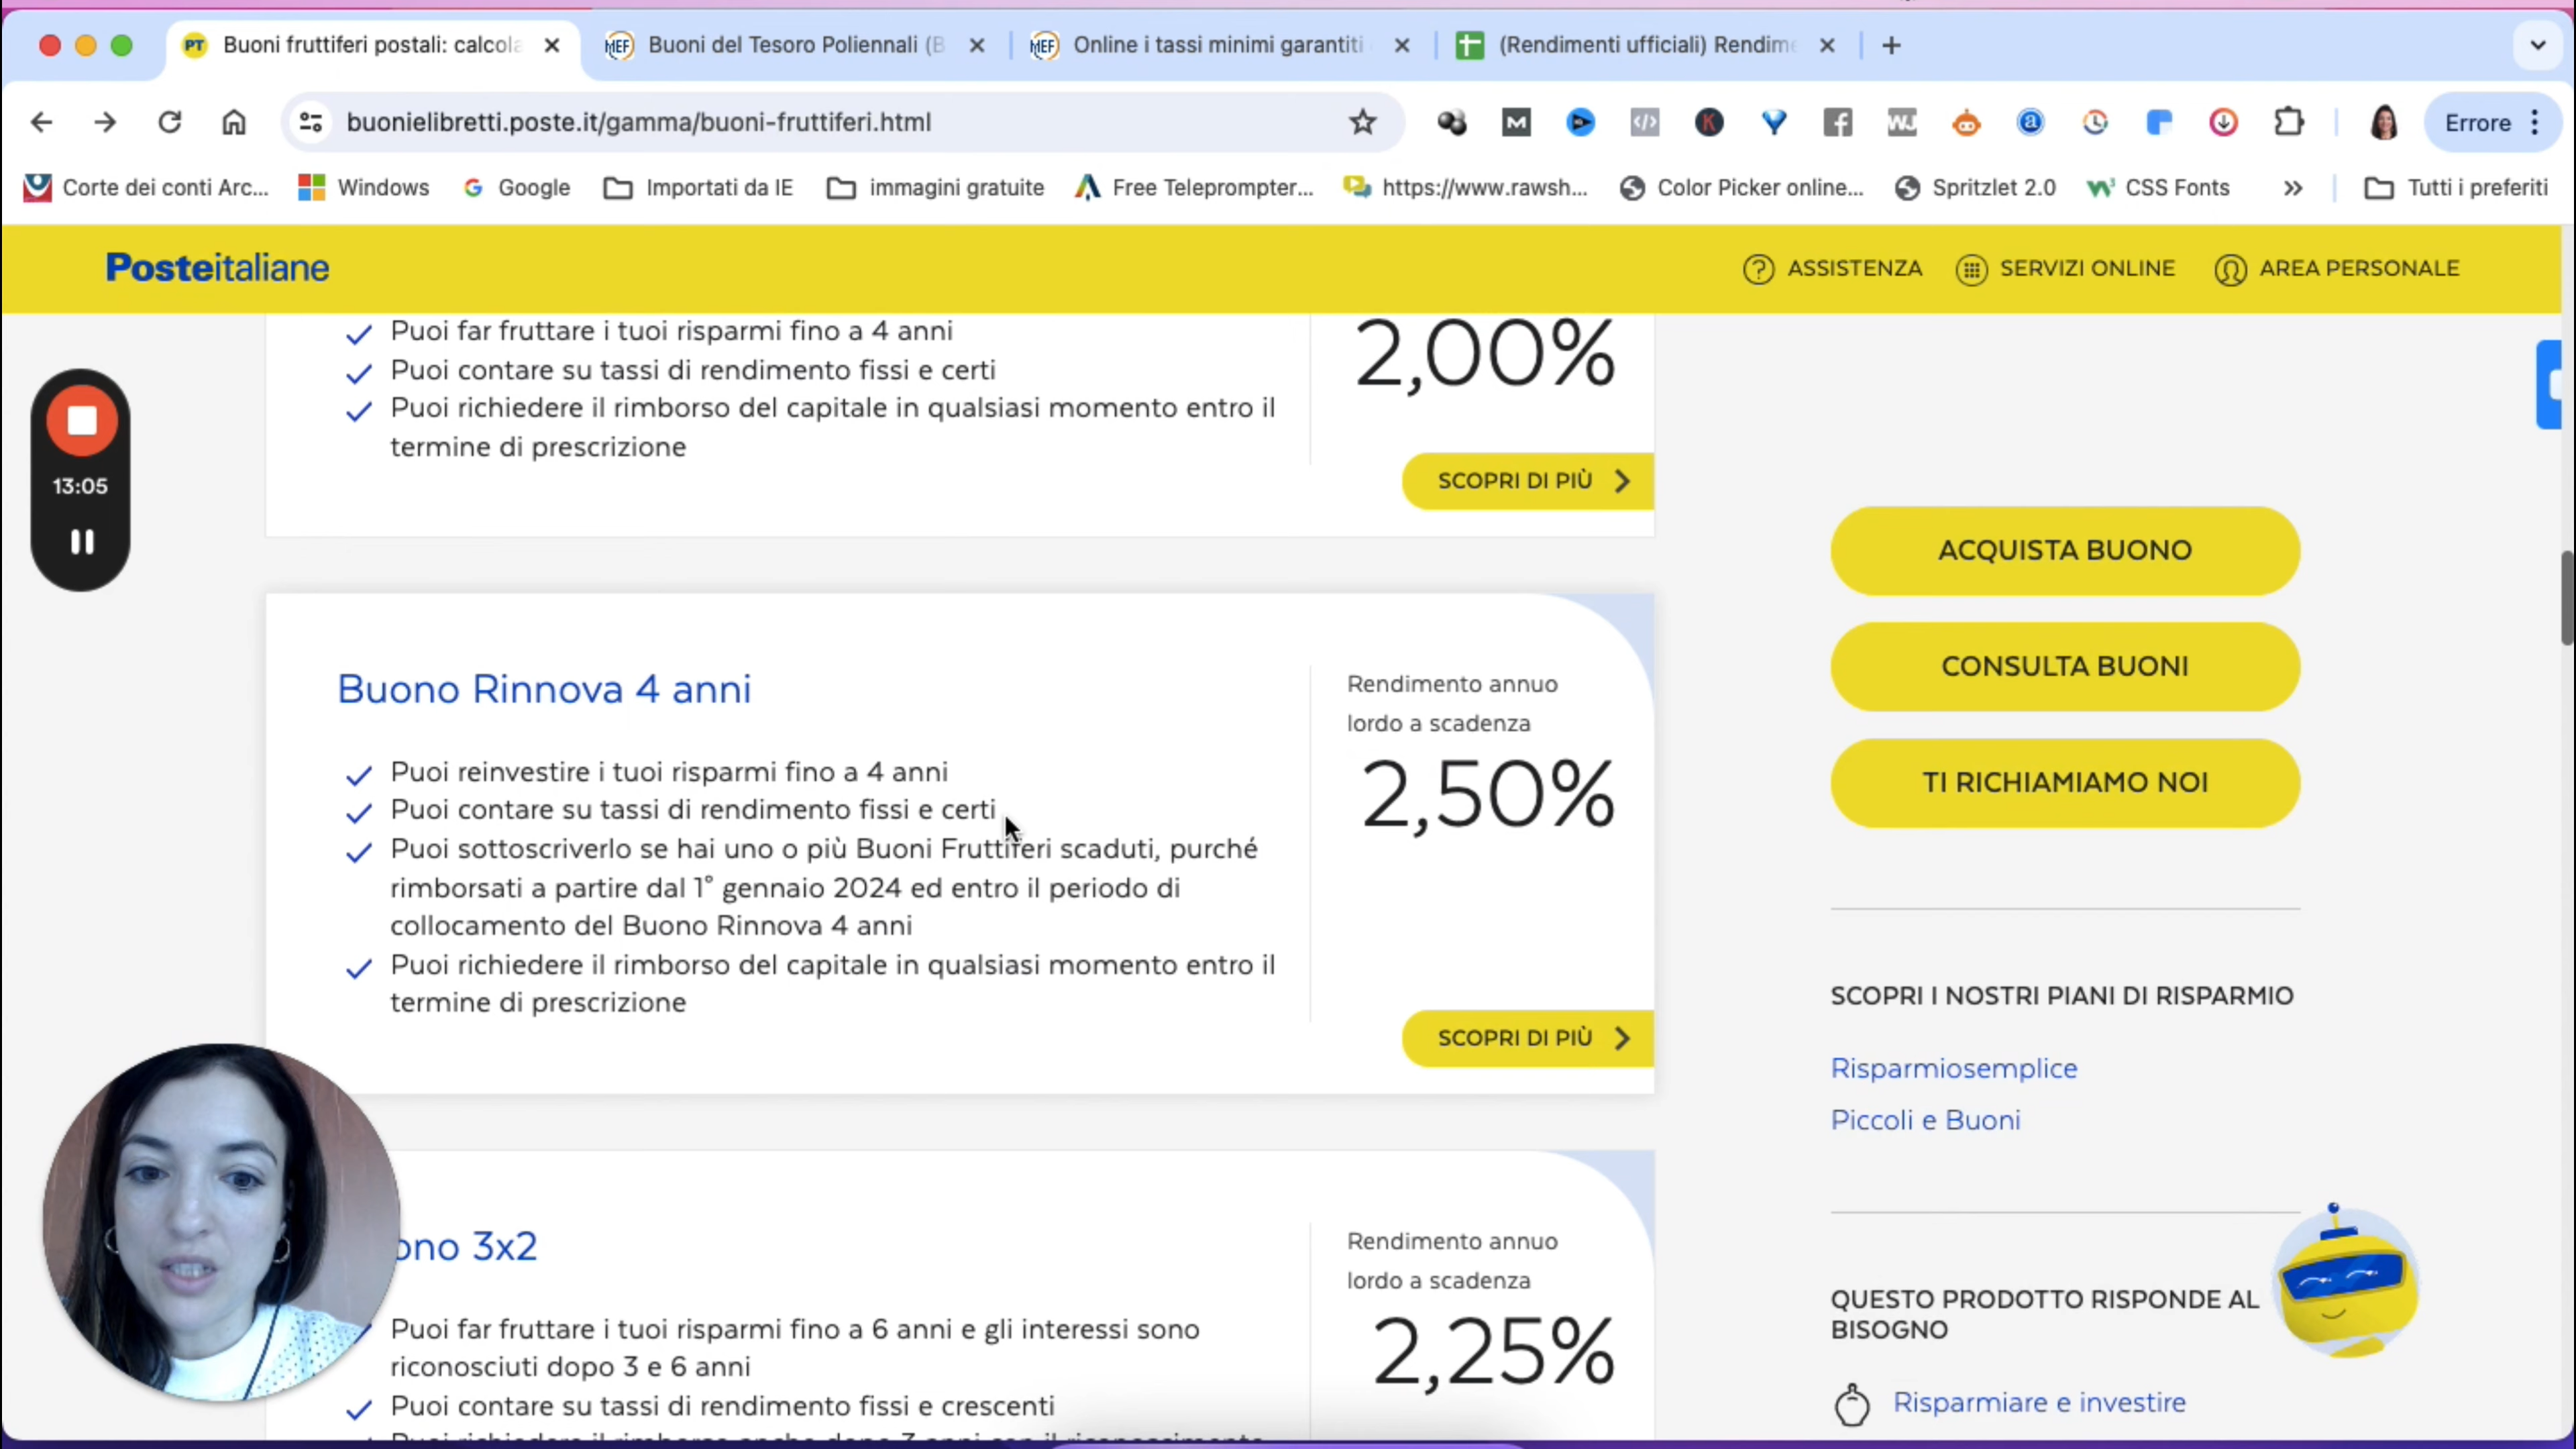 PT Buoni fruttiferi postali: calcola
MEF Buoni del Tesoro Poliennali (B
MEF Online i tassi minimi garantiti
(Rendimenti ufficiali) Rendim
buonielibretti.poste.it/gamma/buoni-fruttiferi.html
Errore
Corte dei conti Arc...
Windows
Google
Importati da IE
immagini gratuite
Free Teleprompter...
https://www.rawsh...
Color Picker online...
Spritzlet 2.0
CSS Fonts
Tutti i preferiti
Posteitaliane
ASSISTENZA
SERVIZI ONLINE
AREA PERSONALE
Puoi far fruttare i tuoi risparmi fino a 4 anni
Puoi contare su tassi di rendimento fissi e certi
Puoi richiedere il rimborso del capitale in qualsiasi momento entro il
termine di prescrizione
2,00%
SCOPRI DI PIÙ
13:05
Buono Rinnova 4 anni
Puoi reinvestire i tuoi risparmi fino a 4 anni
Puoi contare su tassi di rendimento fissi e certi
Puoi sottoscriverlo se hai uno o più Buoni Fruttiferi scaduti, purché
rimborsati a partire dal 1° gennaio 2024 ed entro il periodo di
collocamento del Buono Rinnova 4 anni
Puoi richiedere il rimborso del capitale in qualsiasi momento entro il
termine di prescrizione
Rendimento annuo
lordo a scadenza
2,50%
SCOPRI DI PIÙ
ono 3x2
Puoi far fruttare i tuoi risparmi fino a 6 anni e gli interessi sono
riconosciuti dopo 3 e 6 anni
Puoi contare su tassi di rendimento fissi e crescenti
Rendimento annuo
lordo a scadenza
2,25%
ACQUISTA BUONO
CONSULTA BUONI
TI RICHIAMIAMO NOI
SCOPRI I NOSTRI PIANI DI RISPARMIO
Risparmiosemplice
Piccoli e Buoni
QUESTO PRODOTTO RISPONDE AL
BISOGNO
Risparmiare e investire